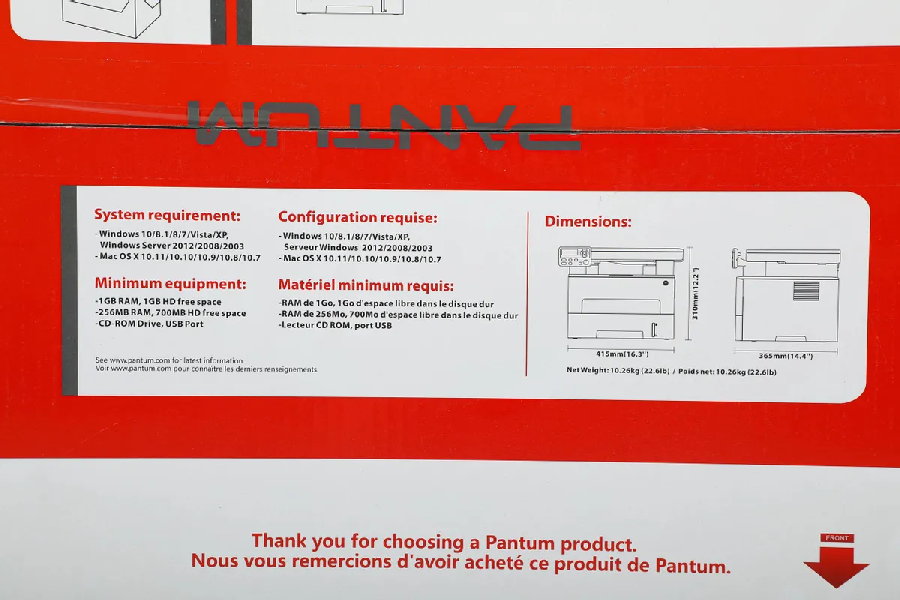 PANTUM
System requirement:
- Windows 10/8.1/8/7/Vista/XP,
Windows Server 2012/2008/2003
- Mac OS X 10.11/10.10/10.9/10.8/10.7
Minimum equipment:
-1GB RAM, 1GB HD free space
-256MB RAM, 700MB HD free space
-CD-ROM Drive, USB Port
See www.pantum.com for latest information
Voir www.pantum.com pour connaître les derniers renseignements
Configuration requise:
- Windows 10/8.1/8/7/Vista/XP,
Serveur Windows 2012/2008/2003
- Mac OS X 10.11/10.10/10.9/10.8/10.7
Matériel minimum requis:
-RAM de 1Go, 1Go d'espace libre dans le disque dur
-RAM de 256Mo, 700Mo d'espace libre dans le disque dur
-Lecteur CD ROM, port USB
Dimensions:
310mm(12.2")
415mm(16.3")
365mm(14.4")
Net Weight: 10.26kg (22.6lb) / Poids net: 10.26kg (22.6lb)
Thank you for choosing a Pantum product.
Nous vous remercions d'avoir acheté ce produit de Pantum.
FRONT